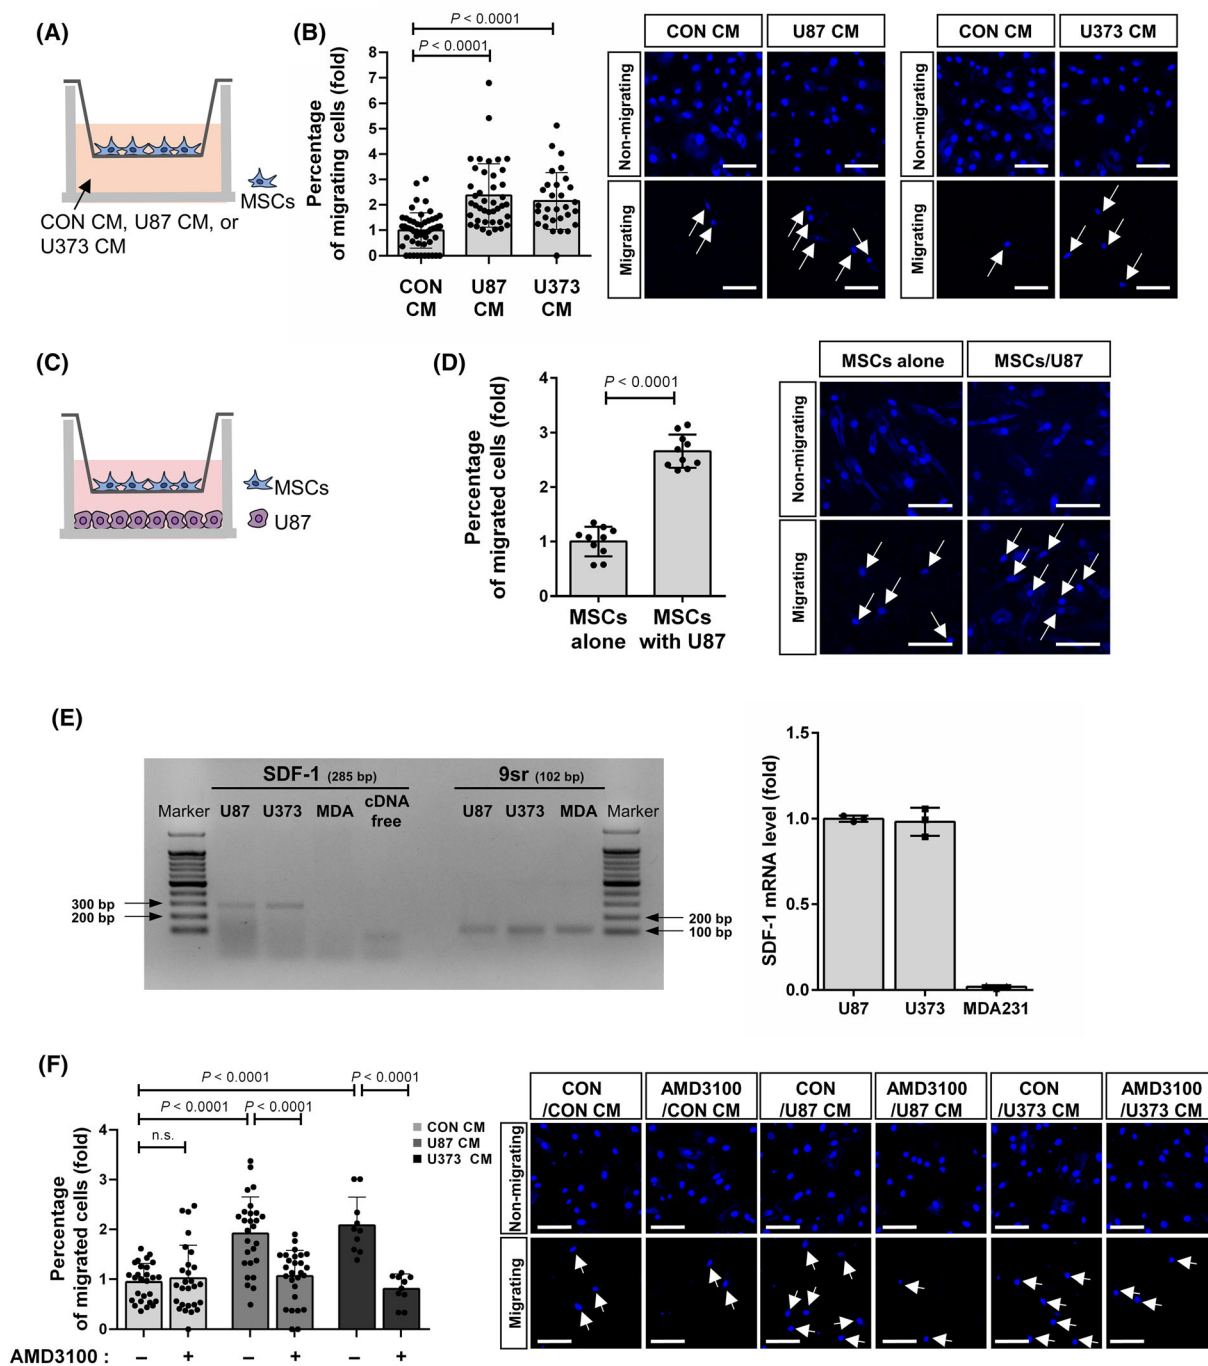 (A)
MSCs
CON CM, U87 CM, or
U373 CM
(B)
P < 0.0001
P < 0.0001
Percentage
of migrating cells (fold)
8
7
6
5
4
3
2
1
0
CON
CM
U87
CM
U373
CM
CON CM
U87 CM
CON CM
U373 CM
Non-migrating
Migrating
Non-migrating
Migrating
(C)
MSCs
U87
(D)
P < 0.0001
Percentage
of migrated cells (fold)
4
3
2
1
0
MSCs
alone
MSCs
with U87
MSCs alone
MSCs/U87
Non-migrating
Migrating
(E)
SDF-1 (285 bp)
9sr (102 bp)
Marker
U87
U373
MDA
cDNA
free
U87
U373
MDA
Marker
300 bp
200 bp
200 bp
100 bp
SDF-1 mRNA level (fold)
1.5
1.0
0.5
0.0
U87
U373
MDA231
(F)
P < 0.0001
P < 0.0001
P < 0.0001
P < 0.0001
n.s.
CON CM
U87 CM
U373 CM
Percentage
of migrated cells (fold)
4
3
2
1
0
AMD3100 : – + – + – +
CON
/CON CM
AMD3100
/CON CM
CON
/U87 CM
AMD3100
/U87 CM
CON
/U373 CM
AMD3100
/U373 CM
Non-migrating
Migrating